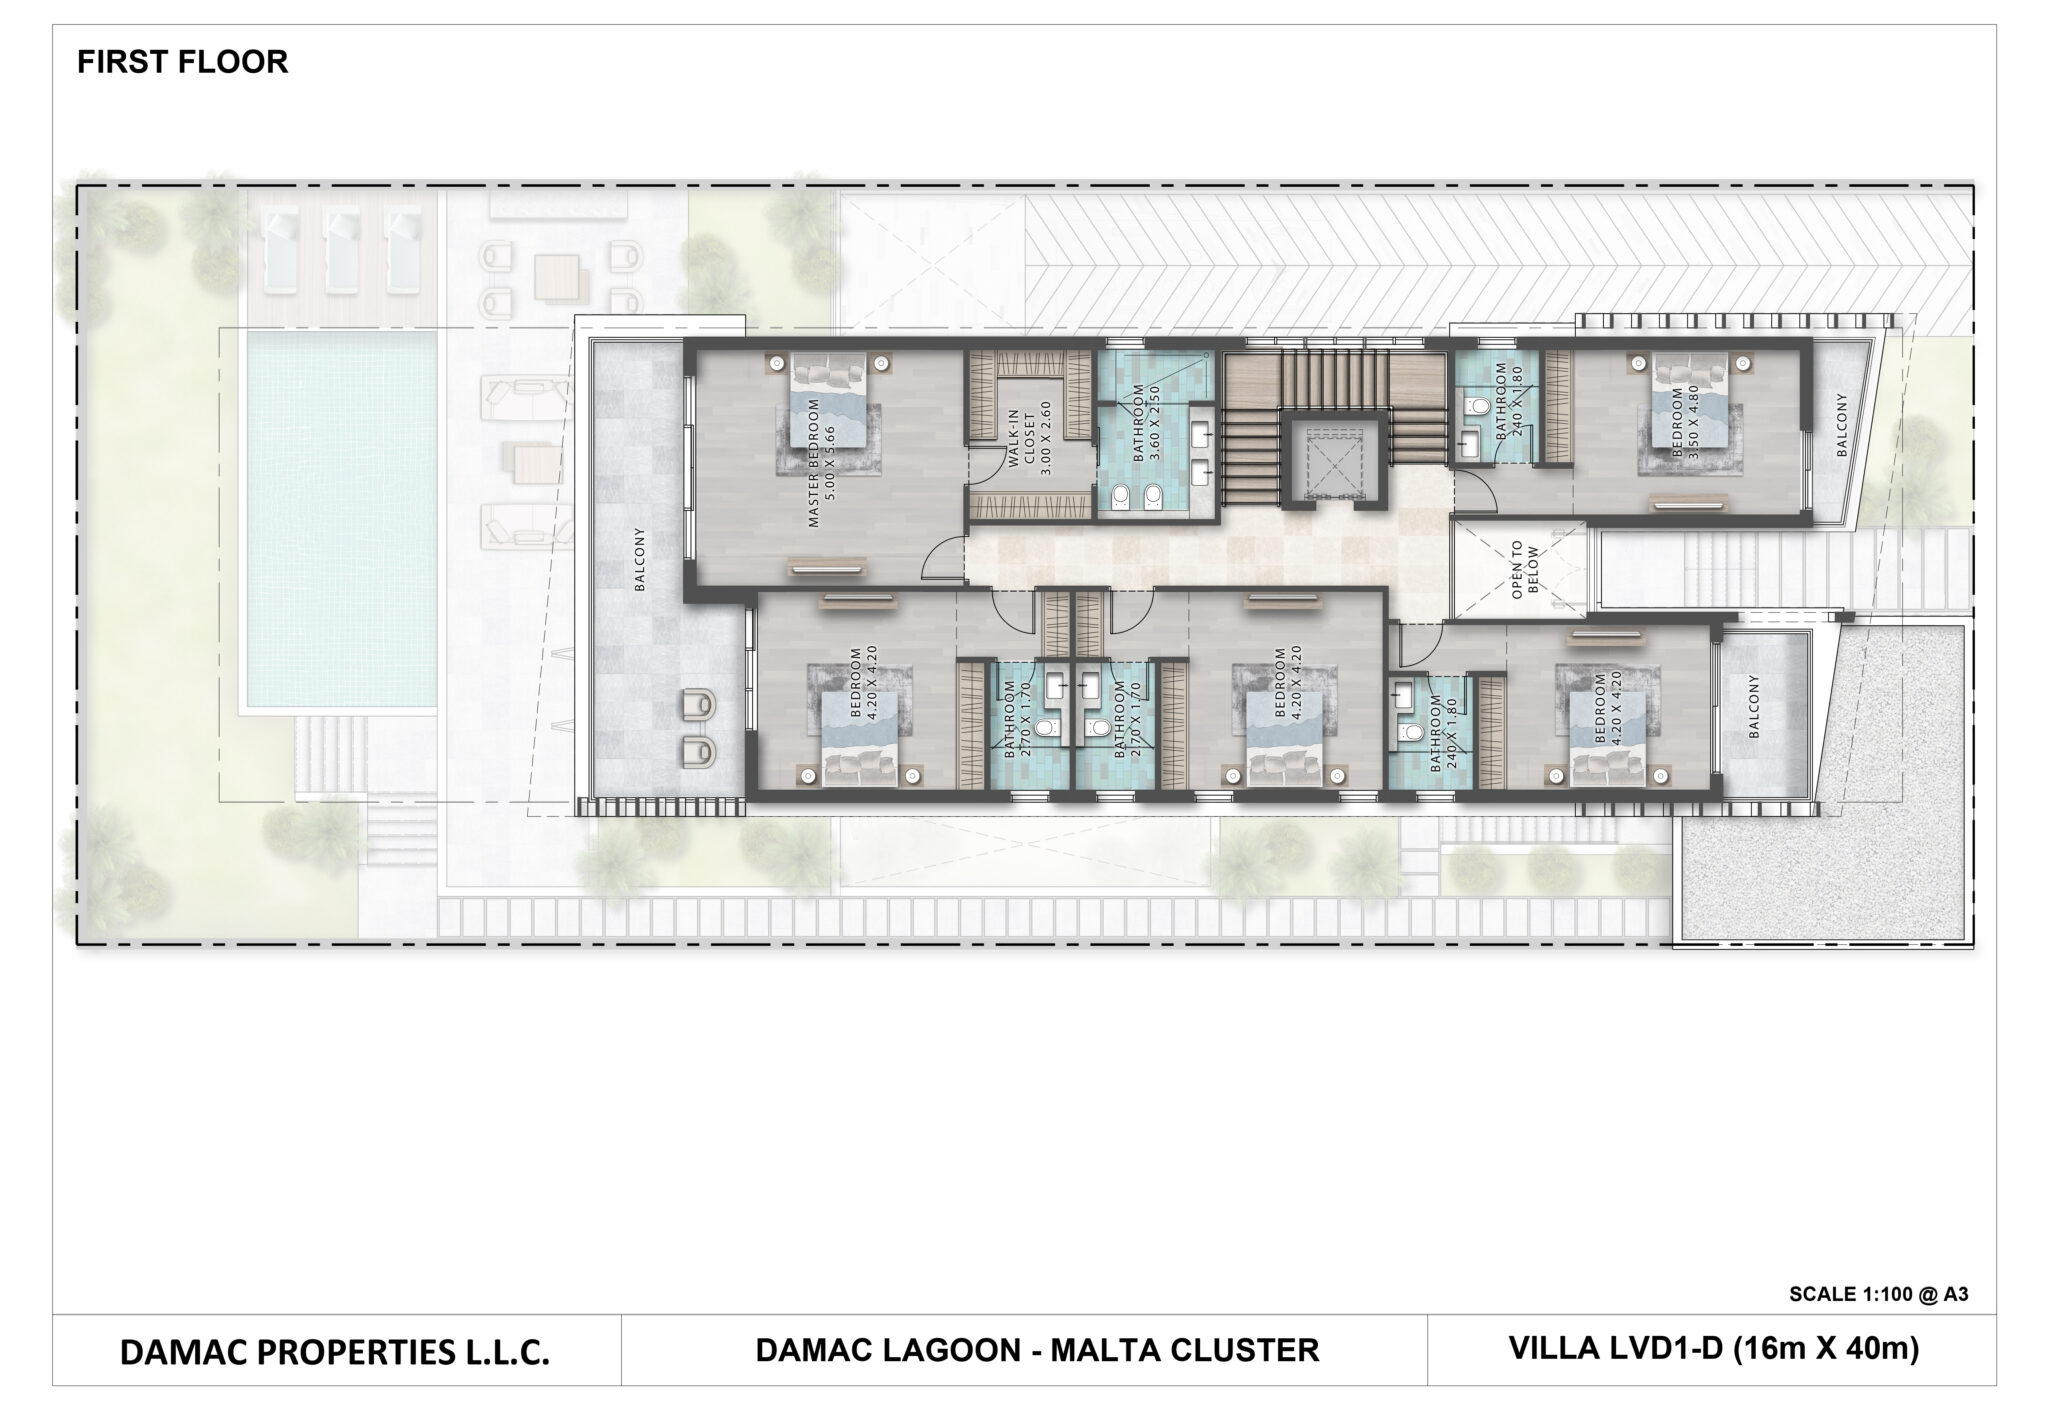 FIRST FLOOR
MASTER BEDROOM
5.00 X 5.66
WALK-IN
CLOSET
3.00 X 2.60
BATHROOM
3.60 X 2.50
BATHROOM
240 X 1.80
BEDROOM
3.50 X 4.80
BALCONY
BALCONY
OPEN TO
BELOW
BEDROOM
4.20 X 4.20
BATHROOM
2.70 X 1.70
BATHROOM
2.70 X 1.70
BEDROOM
4.20 X 4.20
BATHROOM
240 X 1.80
BEDROOM
4.20 X 4.20
BALCONY
SCALE 1:100 @ A3
DAMAC PROPERTIES L.L.C.
DAMAC LAGOON - MALTA CLUSTER
VILLA LVD1-D (16m X 40m)